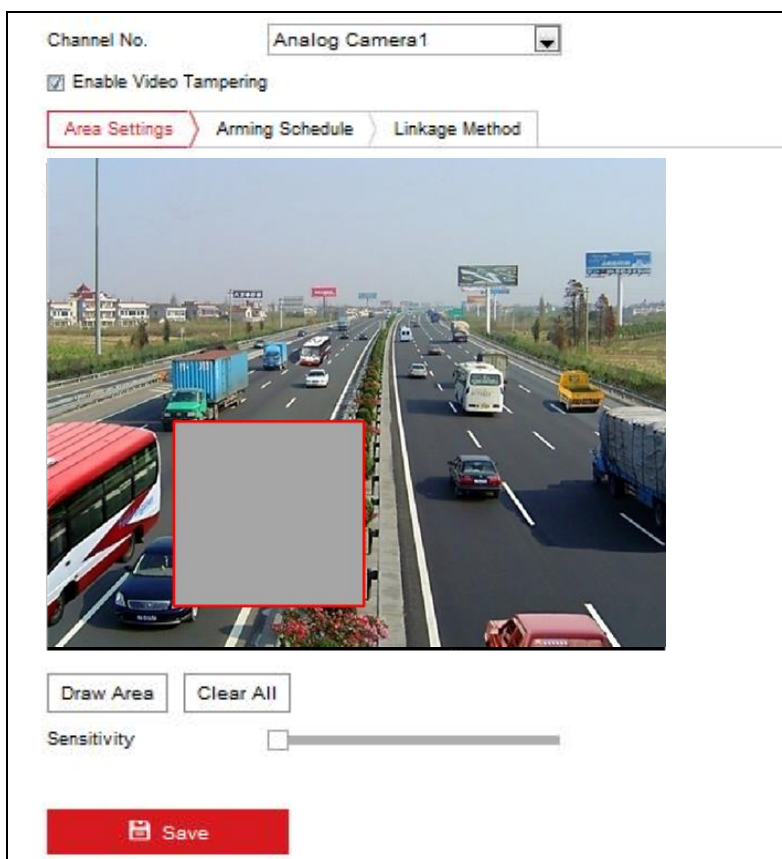 Channel No. Analog Camera1
Enable Video Tampering
Area Settings Arming Schedule Linkage Method
Draw Area Clear All
Sensitivity
Save